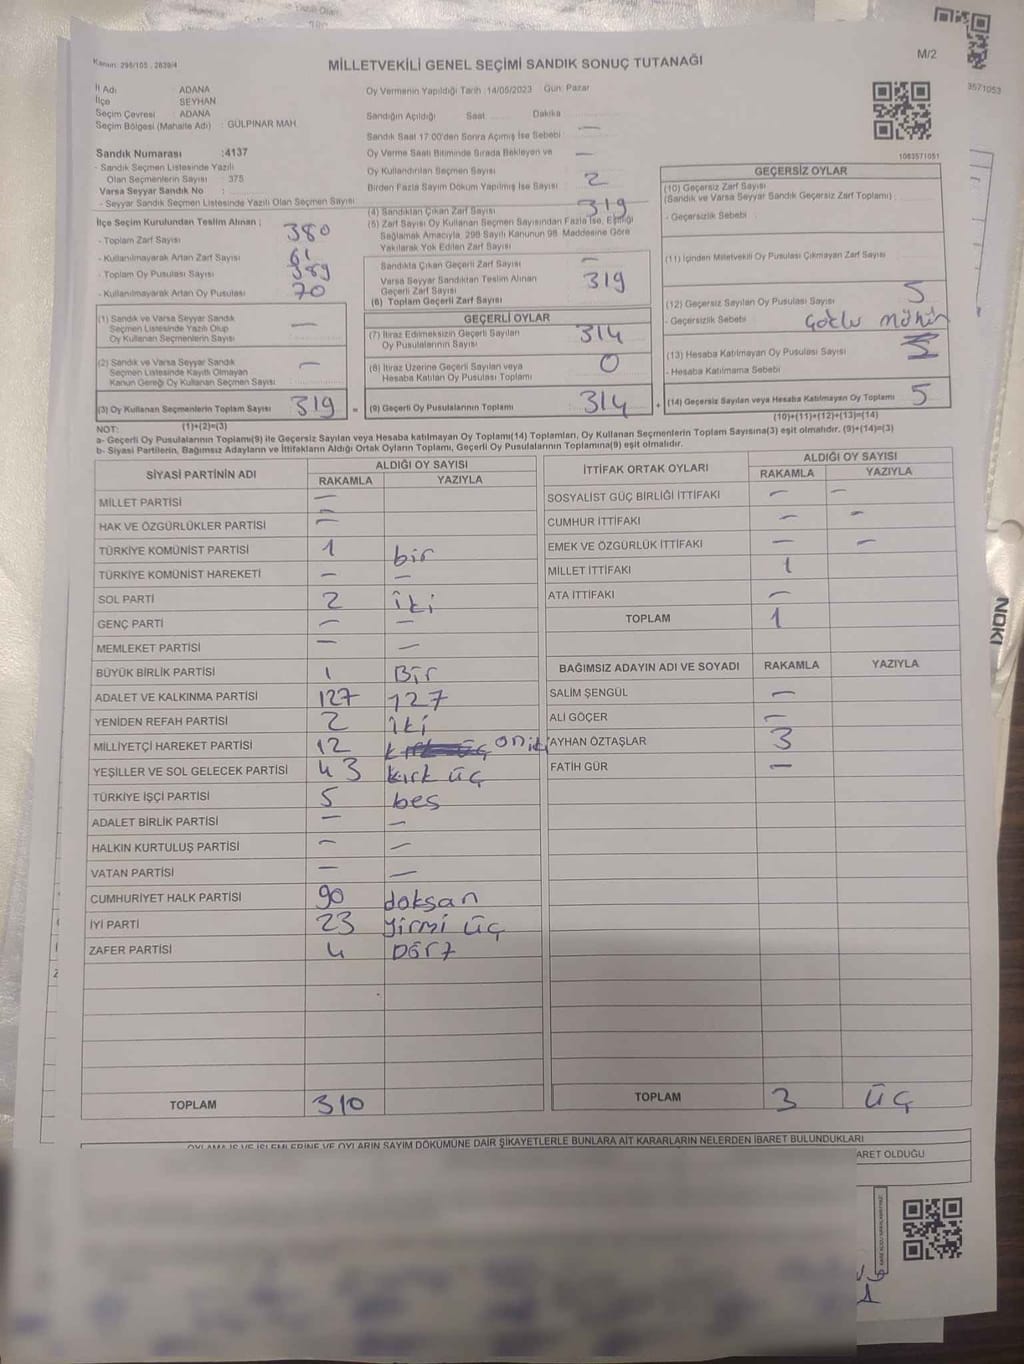 Kanun: 298/105 , 2839/4
MİLLETVEKİLİ GENEL SEÇİMİ SANDIK SONUÇ TUTANAĞI
M/2
İl Adı : ADANA
İlçe : SEYHAN
Seçim Çevresi : ADANA
Seçim Bölgesi (Mahalle Adı) : GÜLPINAR MAH.
Sandık Numarası :4137
- Sandık Seçmen Listesinde Yazılı
Olan Seçmenlerin Sayısı : 375
Varsa Seyyar Sandık No :
- Seyyar Sandık Seçmen Listesinde Yazılı Olan Seçmen Sayısı
Oy Vermenin Yapıldığı Tarih :14/05/2023 Gün: Pazar
Sandığın Açıldığı Saat Dakika
Sandık Saat 17:00'den Sonra Açımış İse Sebebi : —
Oy Verme Saati Bitiminde Sırada Bekleyen ve
Oy Kullandırılan Seçmen Sayısı —
Birden Fazla Sayım Döküm Yapılmış İse Sayısı 2
1083571051
3571053
İlçe Seçim Kurulundan Teslim Alınan ;
- Toplam Zarf Sayısı 380
- Kullanılmayarak Artan Zarf Sayısı 61
- Toplam Oy Pusulası Sayısı 389
- Kullanılmayarak Artan Oy Pusulası 70
(4) Sandıktan Çıkan Zarf Sayısı 319
(5) Zarf Sayısı Oy Kullanan Seçmen Sayısından Fazla İse, Eşitliği
Sağlamak Amacıyla, 298 Sayılı Kanunun 98. Maddesine Göre
Yakılarak Yok Edilen Zarf Sayısı
Sandıkta Çıkan Geçerli Zarf Sayısı —
Varsa Seyyar Sandıktan Teslim Alınan
Geçerli Zarf Sayısı
(6) Toplam Geçerli Zarf Sayısı 319
GEÇERSİZ OYLAR
(10) Geçersiz Zarf Sayısı
(Sandık ve Varsa Seyyar Sandık Geçersiz Zarf Toplamı)
- Geçersizlik Sebebi :
(11) İçinden Milletvekili Oy Pusulası Çıkmayan Zarf Sayısı
(12) Geçersiz Sayılan Oy Pusulası Sayısı 5
- Geçersizlik Sebebi :
(13) Hesaba Katılmayan Oy Pusulası Sayısı
- Hesaba Katılmama Sebebi
(14) Geçersiz Sayılan veya Hesaba Katılmayan Oy Toplamı 5
(10)+(11)+(12)+(13)=(14)
(1) Sandık ve Varsa Seyyar Sandık
Seçmen Listesinde Yazılı Olup
Oy Kullanan Seçmenlerin Sayısı —
(2) Sandık ve Varsa Seyyar Sandık
Seçmen Listesinde Kayıtlı Olmayan
Kanun Gereği Oy Kullanan Seçmen Sayısı —
(3) Oy Kullanan Seçmenlerin Toplam Sayısı 319 =
GEÇERLİ OYLAR
(7) İtiraz Edilmeksizin Geçerli Sayılan
Oy Pusulalarının Sayısı 314
(8) İtiraz Üzerine Geçerli Sayılan veya
Hesaba Katılan Oy Pusulası Toplamı 0
(9) Geçerli Oy Pusulalarının Toplamı 314 +
NOT: (1)+(2)=(3)
a- Geçerli Oy Pusulalarının Toplamı(9) ile Geçersiz Sayılan veya Hesaba katılmayan Oy Toplamı(14) Toplamları, Oy Kullanan Seçmenlerin Toplam Sayısına(3) eşit olmalıdır. (9)+(14)=(3)
b- Siyasi Partilerin, Bağımsız Adayların ve İttifakların Aldığı Ortak Oyların Toplamı, Geçerli Oy Pusulalarının Toplamına(9) eşit olmalıdır.
SİYASİ PARTİNİN ADI ALDIĞI OY SAYISI
RAKAMLA YAZIYLA
MİLLET PARTİSİ —
HAK VE ÖZGÜRLÜKLER PARTİSİ —
TÜRKİYE KOMÜNİST PARTİSİ 1 bir
TÜRKİYE KOMÜNİST HAREKETİ — —
SOL PARTİ 2 iki
GENÇ PARTİ — —
MEMLEKET PARTİSİ — —
BÜYÜK BİRLİK PARTİSİ 1 Bir
ADALET VE KALKINMA PARTİSİ 127 127
YENİDEN REFAH PARTİSİ 2 iki
MİLLİYETÇİ HAREKET PARTİSİ 12 on iki
YEŞİLLER VE SOL GELECEK PARTİSİ 43 kırk üç
TÜRKİYE İŞÇİ PARTİSİ 5 bes
ADALET BİRLİK PARTİSİ — —
HALKIN KURTULUŞ PARTİSİ — —
VATAN PARTİSİ — —
CUMHURİYET HALK PARTİSİ 90 doksan
İYİ PARTİ 23 yirmi üç
ZAFER PARTİSİ 4 Dört
TOPLAM 310
İTTİFAK ORTAK OYLARI ALDIĞI OY SAYISI
RAKAMLA YAZIYLA
SOSYALİST GÜÇ BİRLİĞİ İTTİFAKI — —
CUMHUR İTTİFAKI — —
EMEK VE ÖZGÜRLÜK İTTİFAKI — —
MİLLET İTTİFAKI 1
ATA İTTİFAKI —
TOPLAM 1
BAĞIMSIZ ADAYIN ADI VE SOYADI RAKAMLA YAZIYLA
SALİM ŞENGÜL —
ALİ GÖÇER —
AYHAN ÖZTAŞLAR 3
FATİH GÜR —
TOPLAM 3 üç
OYLAMA İŞ VE İŞLEMLERİNE VE OYLARIN SAYIM DÖKÜMÜNE DAİR ŞİKAYETLERLE BUNLARA AİT KARARLARIN NELERDEN İBARET BULUNDUKLARI
ARET OLDUĞU
NOKI